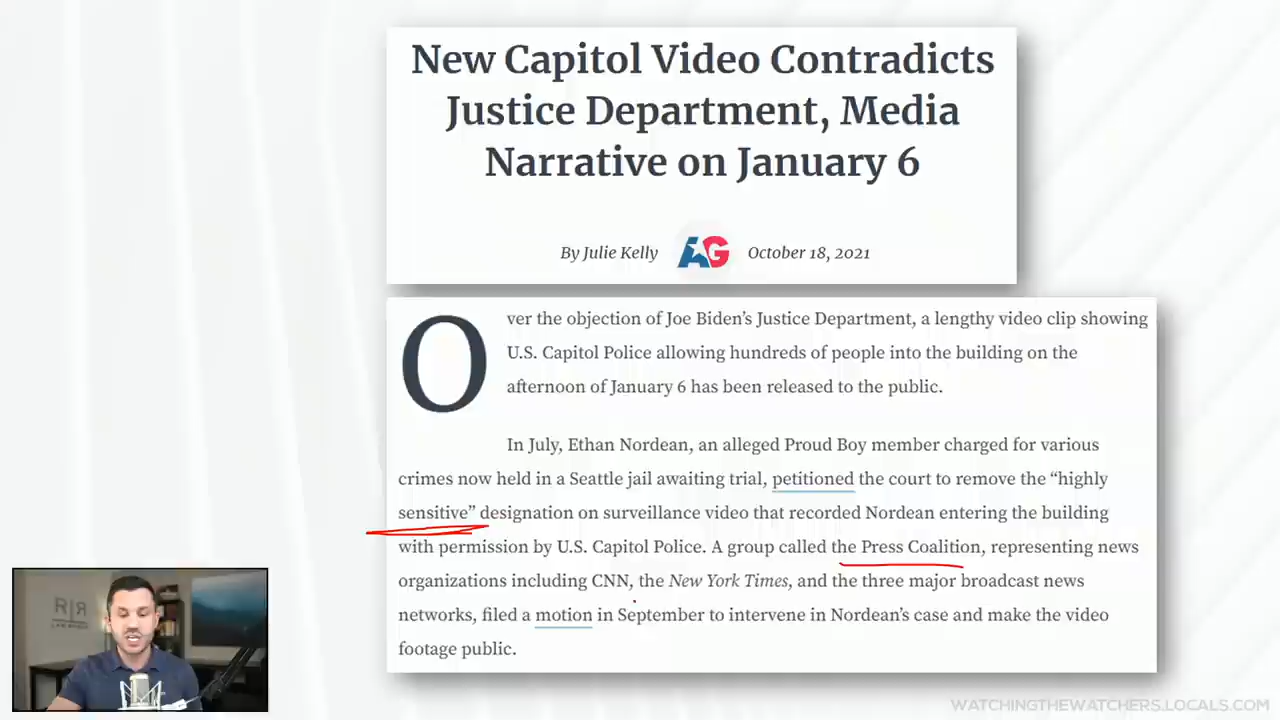 New Capitol Video Contradicts
Justice Department, Media
Narrative on January 6
By Julie Kelly AG October 18, 2021
Over the objection of Joe Biden's Justice Department, a lengthy video clip showing
U.S. Capitol Police allowing hundreds of people into the building on the
afternoon of January 6 has been released to the public.
In July, Ethan Nordean, an alleged Proud Boy member charged for various
crimes now held in a Seattle jail awaiting trial, petitioned the court to remove the “highly
sensitive” designation on surveillance video that recorded Nordean entering the building
with permission by U.S. Capitol Police. A group called the Press Coalition, representing news
organizations including CNN, the New York Times, and the three major broadcast news
networks, filed a motion in September to intervene in Nordean's case and make the video
footage public.
R|R
WATCHINGTHEWATCHERS.LOCALS.COM